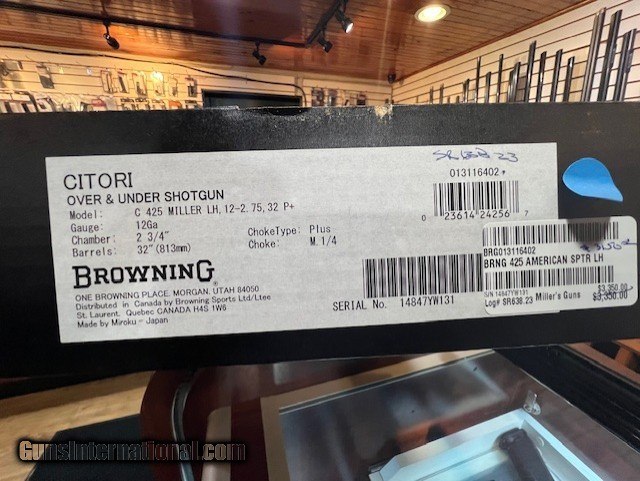 SR 638 23
CITORI
OVER & UNDER SHOTGUN
Model: C 425 MILLER LH,12-2.75,32 P+
Gauge: 12Ga
Chamber: 2 3/4" ChokeType: Plus
Barrels: 32"(813mm) Choke: M.1/4
BROWNING
ONE BROWNING PLACE, MORGAN, UTAH 84050
Distributed in Canada by Browning Sports Ltd/Ltee
St. Laurent, Quebec CANADA H4S 1W6
Made by Miroku - Japan
SERIAL No. 14847YW131
013116402
0 23614 24256 7
BRG013116402
BRNG 425 AMERICAN SPTR LH
S/N 14847YW131
Log# SR638.23 Miller's Guns
$3,350.00
$3,350.00
GunsInternational.com